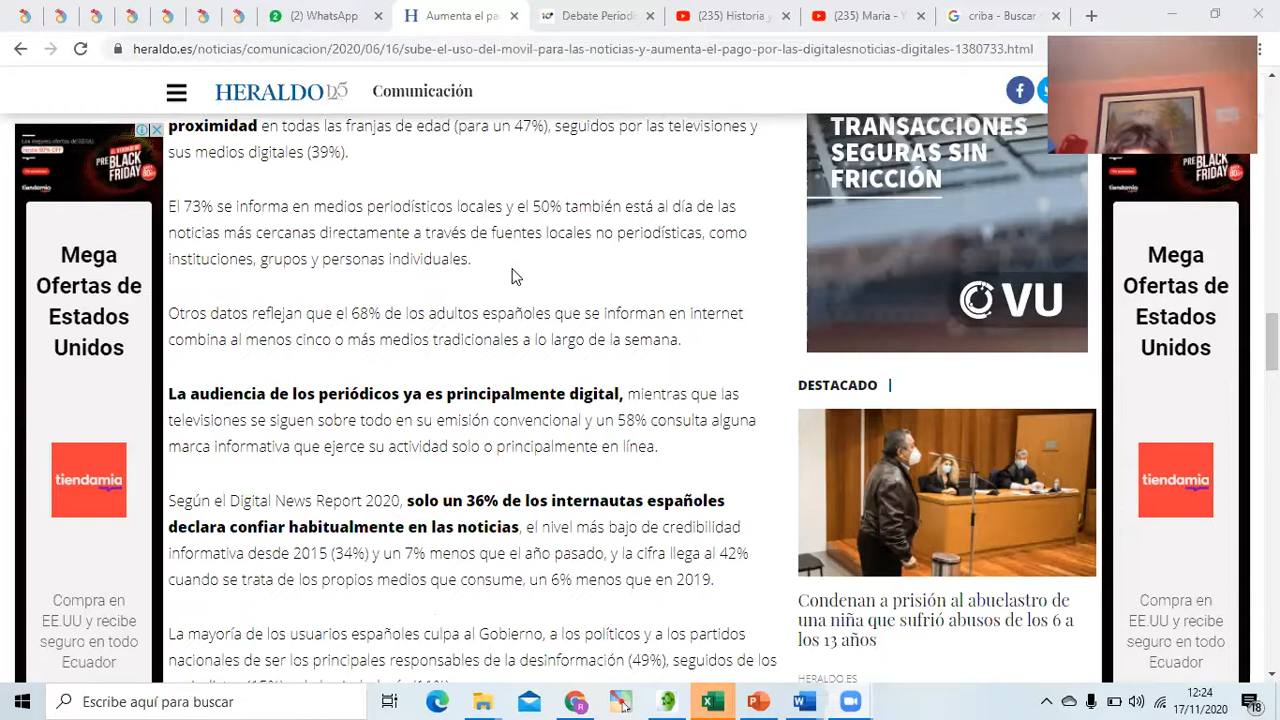 (2) WhatsApp
Aumenta el pa
Debate Period
(235) Historia y
(235) Maria - Y
criba - Buscar
heraldo.es/noticias/comunicacion/2020/06/16/sube-el-uso-del-movil-para-las-noticias-y-aumenta-el-pago-por-las-digitalesnoticias-digitales-1380733.html
HERALDO 125
Comunicación
proximidad en todas las franjas de edad (para un 47%), seguidos por las televisiones y
sus medios digitales (39%).
El 73% se informa en medios periodísticos locales y el 50% también está al día de las
noticias más cercanas directamente a través de fuentes locales no periodísticas, como
instituciones, grupos y personas individuales.
Otros datos reflejan que el 68% de los adultos españoles que se informan en internet
combina al menos cinco o más medios tradicionales a lo largo de la semana.
La audiencia de los periódicos ya es principalmente digital, mientras que las
televisiones se siguen sobre todo en su emisión convencional y un 58% consulta alguna
marca informativa que ejerce su actividad solo o principalmente en línea.
Según el Digital News Report 2020, solo un 36% de los internautas españoles
declara confiar habitualmente en las noticias, el nivel más bajo de credibilidad
informativa desde 2015 (34%) y un 7% menos que el año pasado, y la cifra llega al 42%
cuando se trata de los propios medios que consume, un 6% menos que en 2019.
La mayoría de los usuarios españoles culpa al Gobierno, a los políticos y a los partidos
nacionales de ser los principales responsables de la desinformación (49%), seguidos de los
PRE
BLACK
FRIDAY
tiendamia
Mega
Ofertas de
Estados
Unidos
tiendamia
Compra en
EE.UU y recibe
seguro en todo
Ecuador
TRANSACCIONES
SEGURAS SIN
FRICCIÓN
VU
DESTACADO
Condenan a prisión al abuelastro de
una niña que sufrió abusos de los 6 a
los 13 años
HERALDO.ES
PRE
BLACK
FRIDAY
tiendamia
Mega
Ofertas de
Estados
Unidos
tiendamia
Compra en
EE.UU y recibe
seguro en todo
Ecuador
Escribe aquí para buscar
12:24
17/11/2020
18